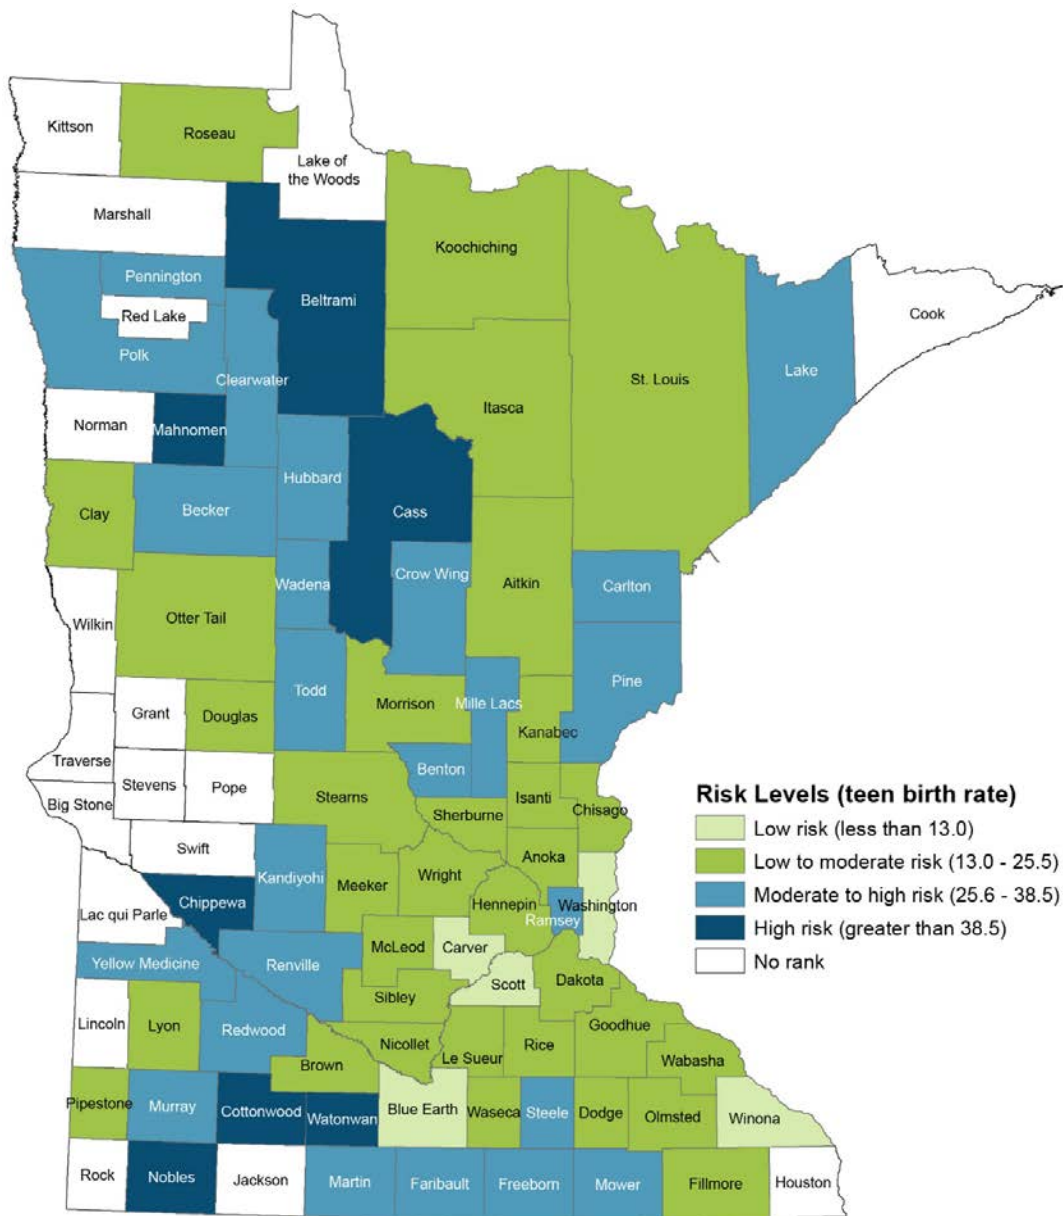 Kittson
Roseau
Lake of
the Woods
Marshall
Koochiching
Pennington
Beltrami
Red Lake
Cook
Polk
Lake
Clearwater
St. Louis
Itasca
Norman
Mahnomen
Hubbard
Clay
Becker
Cass
Crow Wing
Wadena
Aitkin
Carlton
Otter Tail
Wilkin
Pine
Todd
Mille Lacs
Morrison
Grant
Douglas
Kanabec
Traverse
Benton
Stevens
Pope
Big Stone
Stearns
Isanti
Chisago
Sherburne
Risk Levels (teen birth rate)
Low risk (less than 13.0)
Low to moderate risk (13.0 - 25.5)
Moderate to high risk (25.6 - 38.5)
High risk (greater than 38.5)
No rank
Swift
Kandiyohi
Meeker
Wright
Anoka
Chippewa
Hennepin
Washington
Lac qui Parle
Ramsey
McLeod
Carver
Yellow Medicine
Renville
Scott
Dakota
Sibley
Lincoln
Lyon
Redwood
Goodhue
Nicollet
Le Sueur
Rice
Brown
Wabasha
Pipestone
Murray
Cottonwood
Watonwan
Blue Earth
Waseca
Steele
Dodge
Olmsted
Winona
Rock
Nobles
Jackson
Martin
Faribault
Freeborn
Mower
Fillmore
Houston